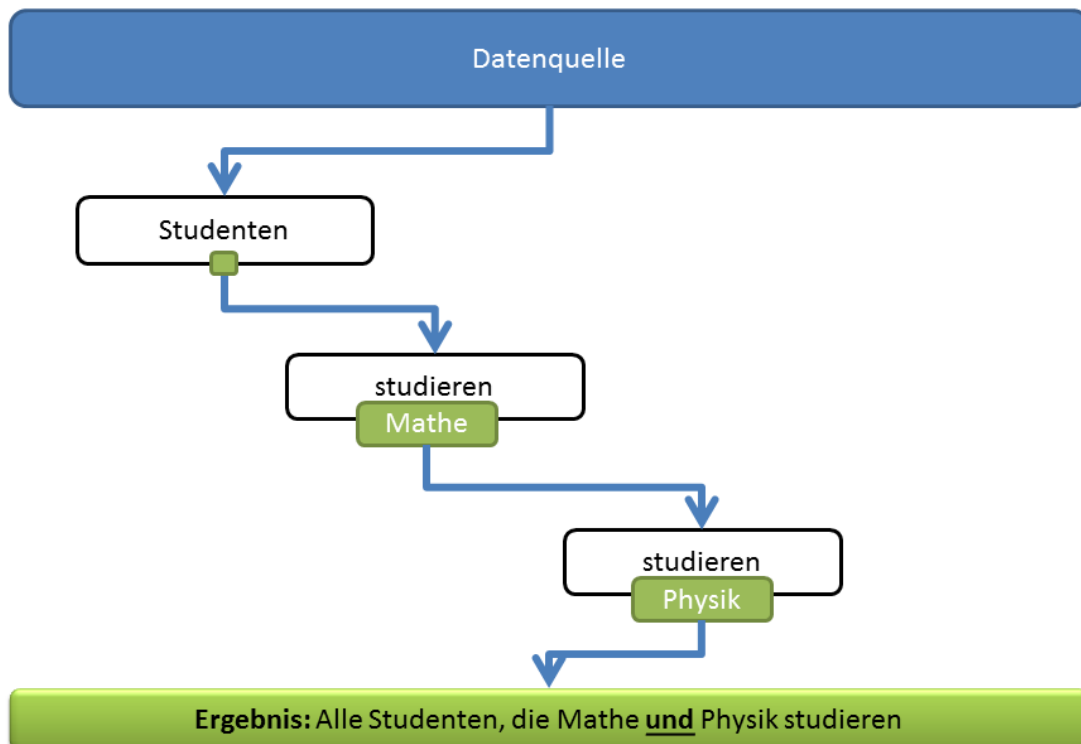 Datenquelle
Studenten
studieren
Mathe
studieren
Physik
Ergebnis: Alle Studenten, die Mathe und Physik studieren